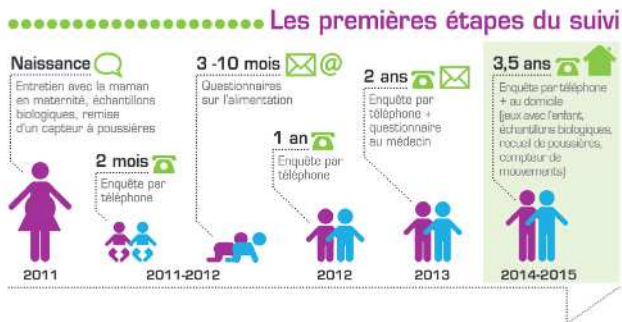 Les premières étapes du suivi
Naissance
Entretien avec la maman
en maternité, échantillons
biologiques, remise
d'un capteur à poussières
2 mois
Enquête par
téléphone
3 -10 mois @
Questionnaires
sur l'alimentation
1 an
Enquête par
téléphone
2 ans
Enquête par
téléphone +
questionnaire
au médecin
3,5 ans
Enquête par téléphone
+ au domicile
(jeux avec l'enfant,
échantillons biologiques,
recueil de poussières,
compteur de
mouvements)
2011
2011-2012
2012
2013
2014-2015